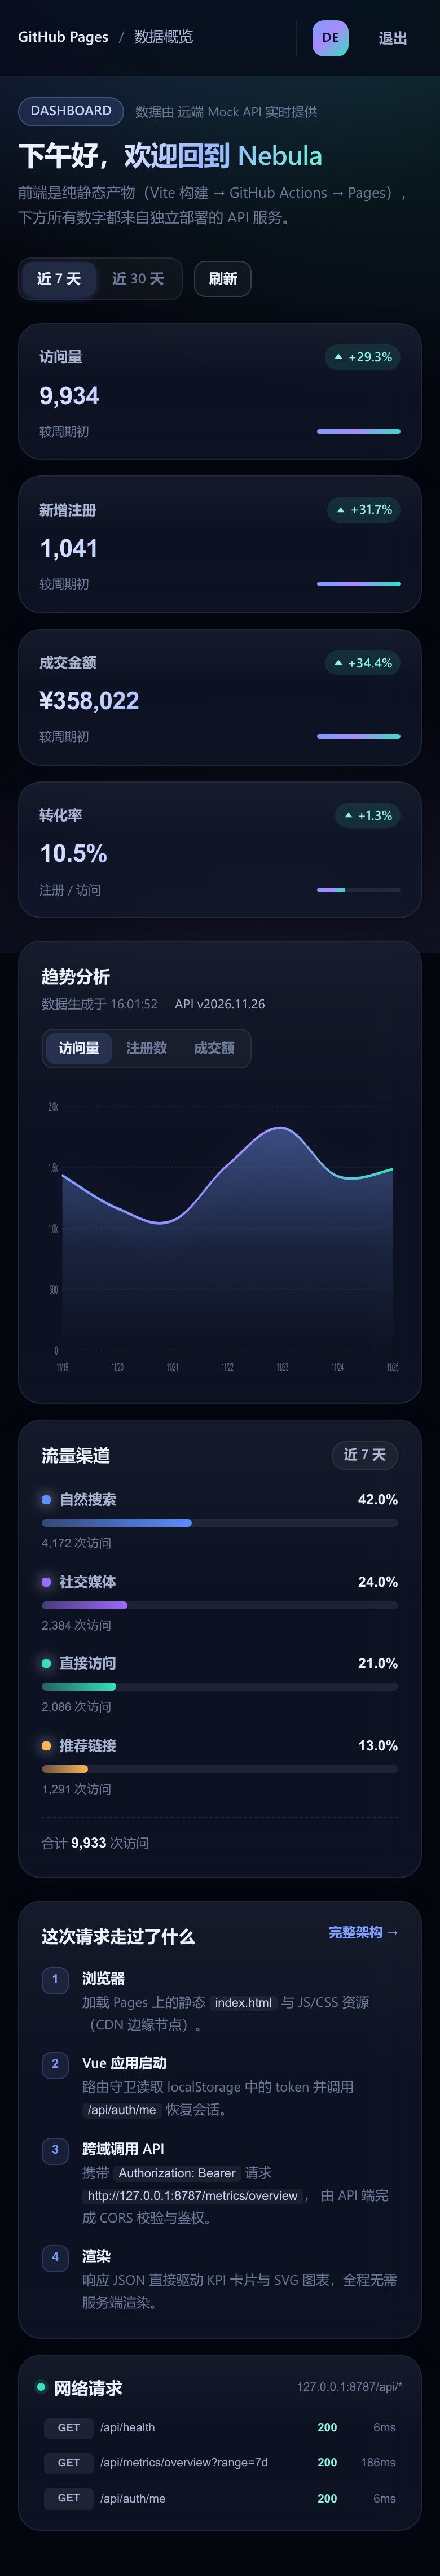 GitHub Pages / 数据概览
DE
退出
DASHBOARD 数据由 远端 Mock API 实时提供
下午好，欢迎回到 Nebula
前端是纯静态产物（Vite 构建 → GitHub Actions → Pages），
下方所有数字都来自独立部署的 API 服务。
近 7 天 近 30 天 刷新
访问量 +29.3%
9,934
较周期初
新增注册 +31.7%
1,041
较周期初
成交金额 +34.4%
¥358,022
较周期初
转化率 +1.3%
10.5%
注册 / 访问
趋势分析
数据生成于 16:01:52 API v2026.11.26
访问量 注册数 成交额
2.0k
1.5k
1.0k
500
0
11/19 11/20 11/21 11/22 11/23 11/24 11/25
流量渠道 近 7 天
自然搜索 42.0%
4,172 次访问
社交媒体 24.0%
2,384 次访问
直接访问 21.0%
2,086 次访问
推荐链接 13.0%
1,291 次访问
合计 9,933 次访问
这次请求走过了什么 完整架构 →
1 浏览器
加载 Pages 上的静态 index.html 与 JS/CSS 资源
（CDN 边缘节点）。
2 Vue 应用启动
路由守卫读取 localStorage 中的 token 并调用
/api/auth/me 恢复会话。
3 跨域调用 API
携带 Authorization: Bearer 请求
http://127.0.0.1:8787/metrics/overview ， 由 API 端完
成 CORS 校验与鉴权。
4 渲染
响应 JSON 直接驱动 KPI 卡片与 SVG 图表，全程无需
服务端渲染。
网络请求 127.0.0.1:8787/api/*
GET /api/health 200 6ms
GET /api/metrics/overview?range=7d 200 186ms
GET /api/auth/me 200 6ms